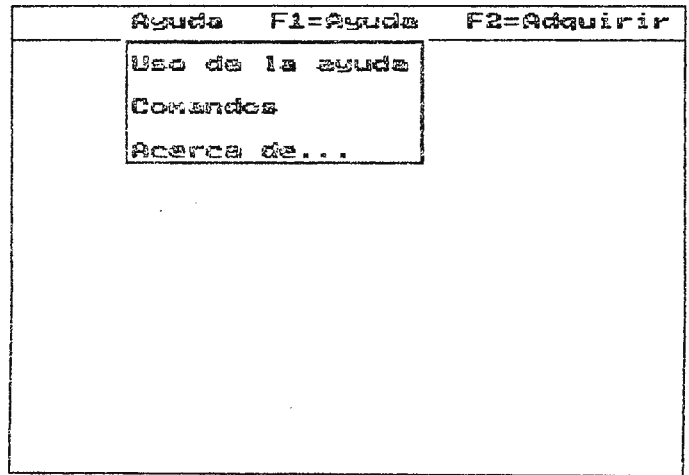 Ayuda F1=Ayuda F2=Adquirir
Uso de la ayuda
Comandos
Acerca de...